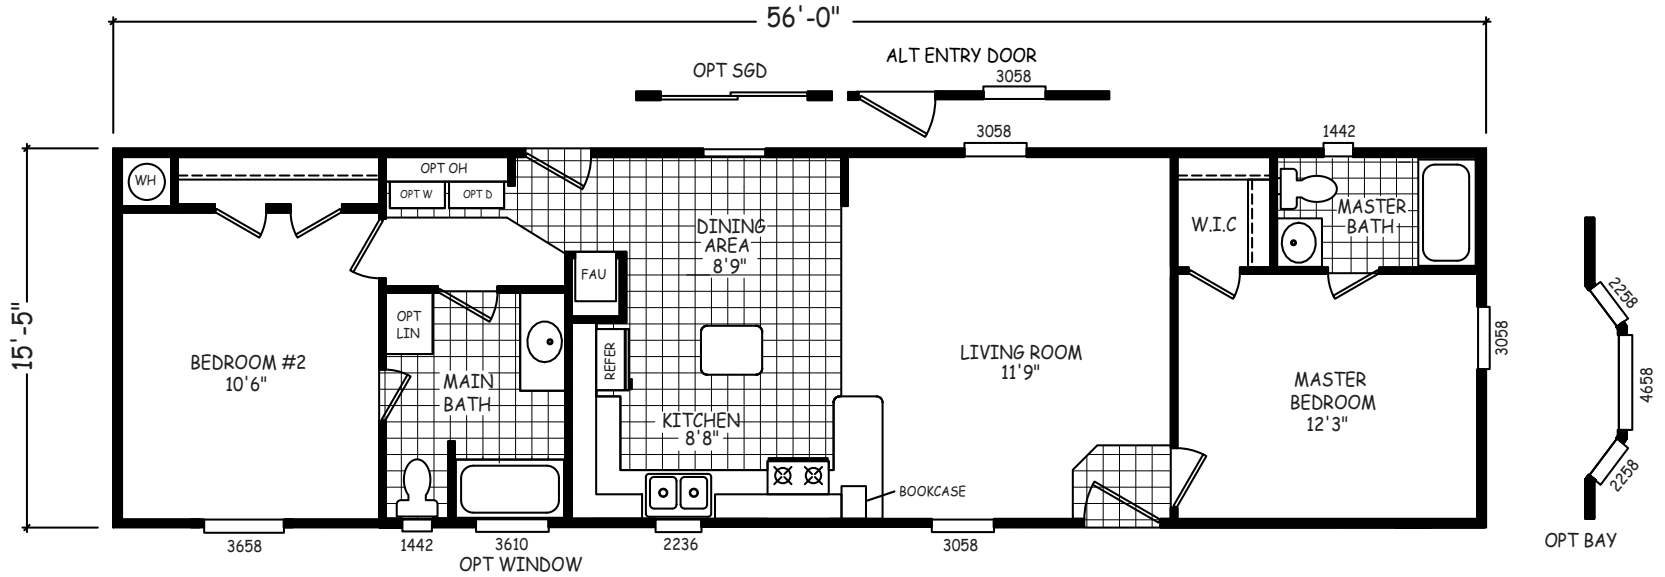 56'-0"
OPT SGD
ALT ENTRY DOOR
3058
3058
1442
WH
OPT OH
OPT W
OPT D
DINING
AREA
8'9"
W.I.C
MASTER
BATH
FAU
15'-5"
OPT
LIN
REFER
BEDROOM #2
10'6"
MAIN
BATH
KITCHEN
8'8"
LIVING ROOM
11'9"
MASTER
BEDROOM
12'3"
3058
2258
4658
2258
BOOKCASE
3658
1442
3610
OPT WINDOW
2236
3058
OPT BAY